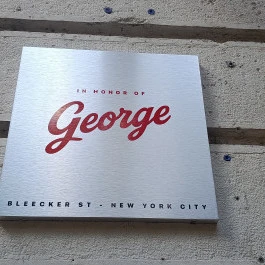 IN HONOR OF
George
BLEECKER ST - NEW YORK CITY